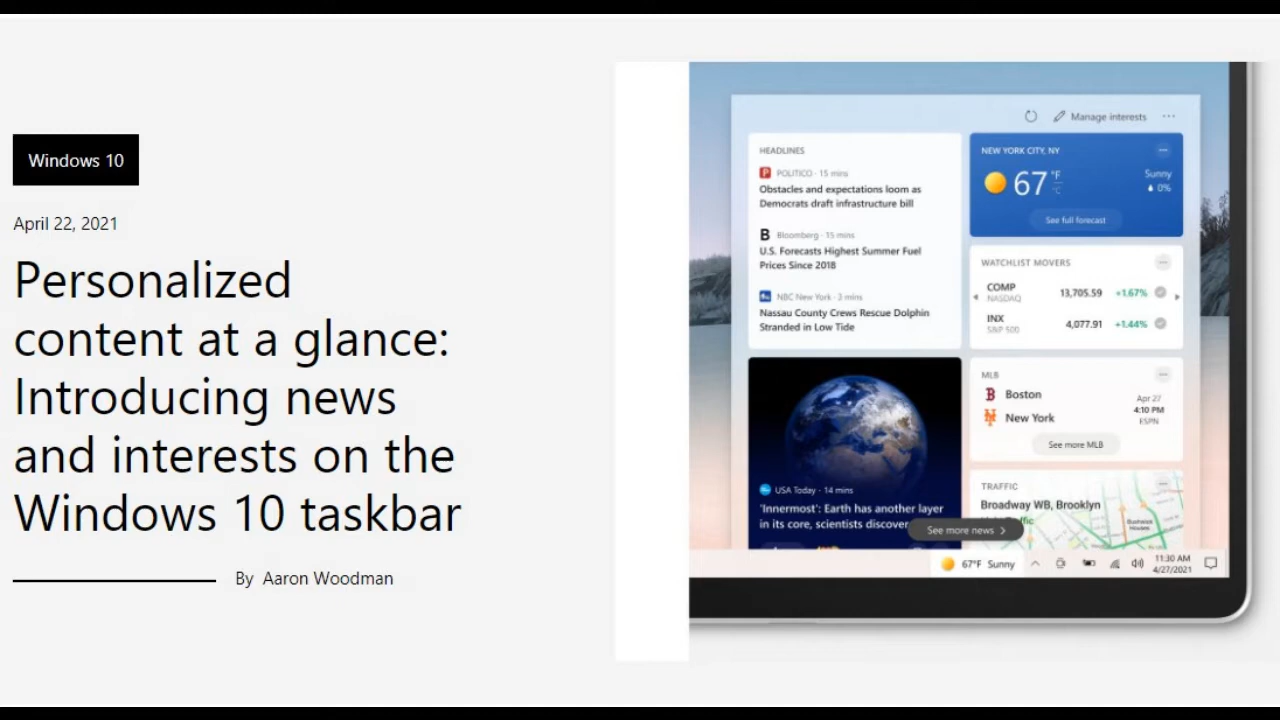 Windows 10
April 22, 2021
Personalized
content at a glance:
Introducing news
and interests on the
Windows 10 taskbar
By Aaron Woodman
Manage interests
HEADLINES
POLITICO · 15 mins
Obstacles and expectations loom as
Democrats draft infrastructure bill
B Bloomberg · 15 mins
U.S. Forecasts Highest Summer Fuel
Prices Since 2018
NBC New York · 3 mins
Nassau County Crews Rescue Dolphin
Stranded in Low Tide
USA Today · 14 mins
'Innermost': Earth has another layer
in its core, scientists discover
NEW YORK CITY, NY
67 °F
°C
Sunny
0%
See full forecast
WATCHLIST MOVERS
COMP 13,705.59 +1.67%
NASDAQ
INX 4,077.91 +1.44%
S&P 500
MLB
B Boston
NY New York
Apr 27
4:10 PM
ESPN
See more MLB
TRAFFIC
Broadway WB, Brooklyn
See more news
67°F Sunny
11:30 AM
4/27/2021